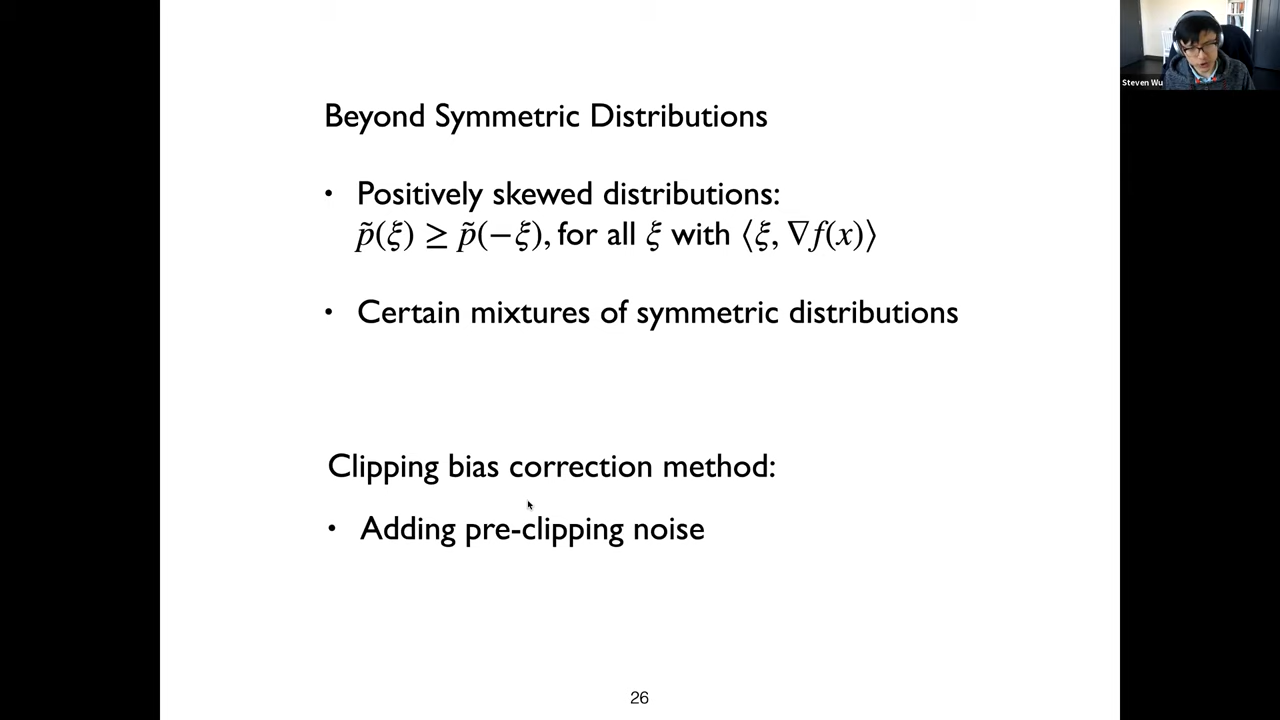 Steven Wu
Beyond Symmetric Distributions
• Positively skewed distributions:
p̃(ξ) ≥ p̃(−ξ), for all ξ with ⟨ξ, ∇f(x)⟩
• Certain mixtures of symmetric distributions
Clipping bias correction method:
• Adding pre-clipping noise
26